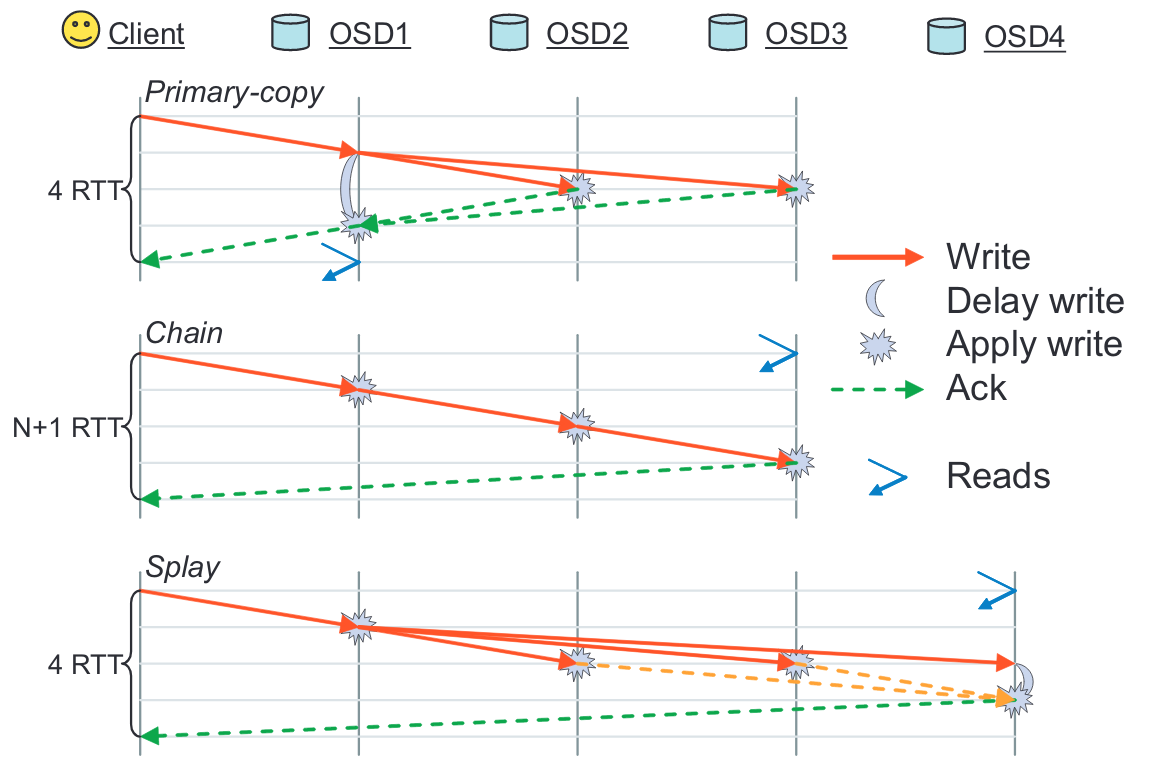 Client OSD1 OSD2 OSD3 OSD4
Primary-copy
4 RTT
Write
Delay write
Apply write
Ack
Reads
Chain
N+1 RTT
Splay
4 RTT